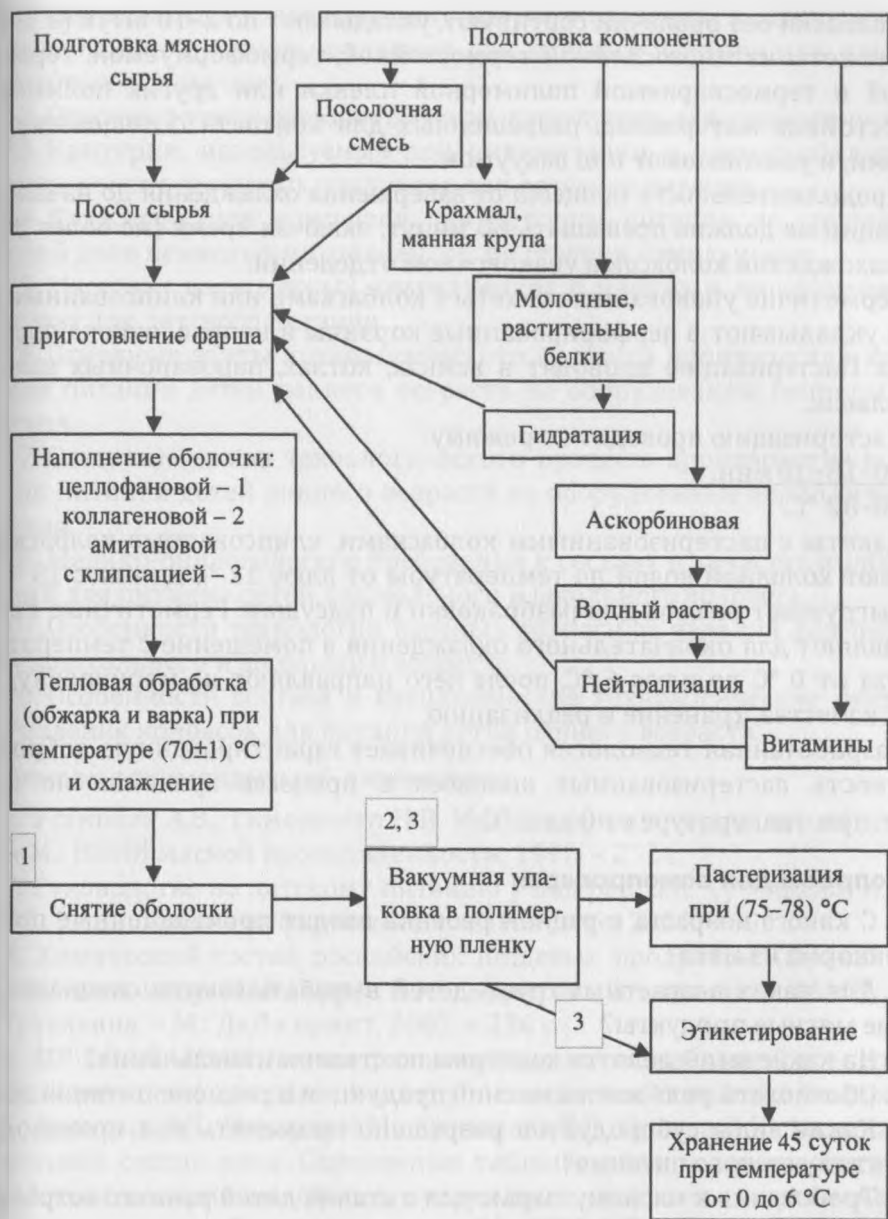 Подготовка мясного
сырья
Подготовка компонентов
Посолочная
смесь
Посол сырья
Крахмал,
манная крупа
Приготовление фарша
Молочные,
растительные
белки
Гидратация
Наполнение оболочки:
целлофановой – 1
коллагеновой – 2
амитановой
с клипсацией – 3
Аскорбиновая
Водный раствор
Нейтрализация
Витамины
Тепловая обработка
(обжарка и варка) при
температуре (70±1) °С
и охлаждение
1
Снятие оболочки
2, 3
Вакуумная упа-
ковка в полимер-
ную пленку
Пастеризация
при (75–78) °С
3
Этикетирование
Хранение 45 суток
при температуре
от 0 до 6 °С